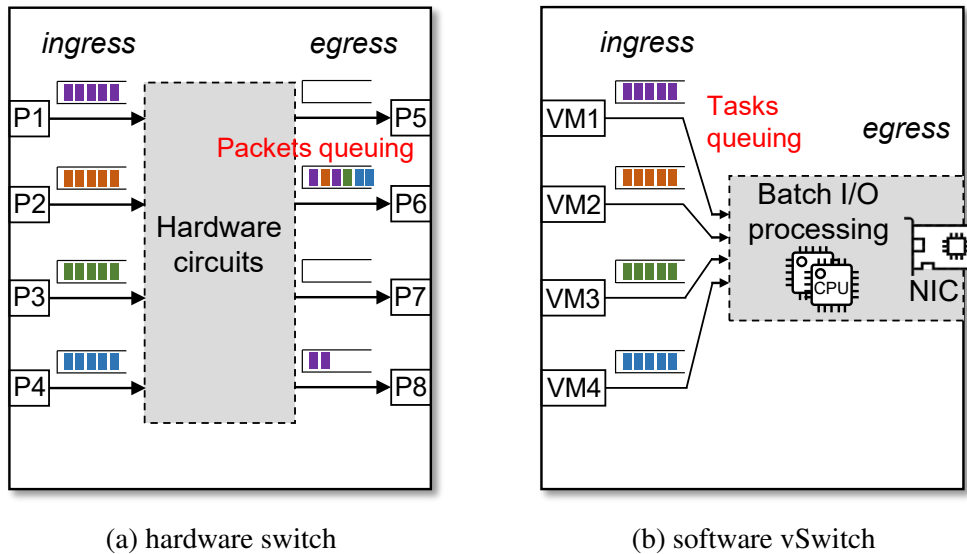 ingress
egress
P1
P5
Packets queuing
P2
P6
Hardware
circuits
P3
P7
P4
P8
(a) hardware switch
ingress
Tasks
queuing
egress
VM1
VM2
Batch I/O
processing
CPU
NIC
VM3
VM4
(b) software vSwitch